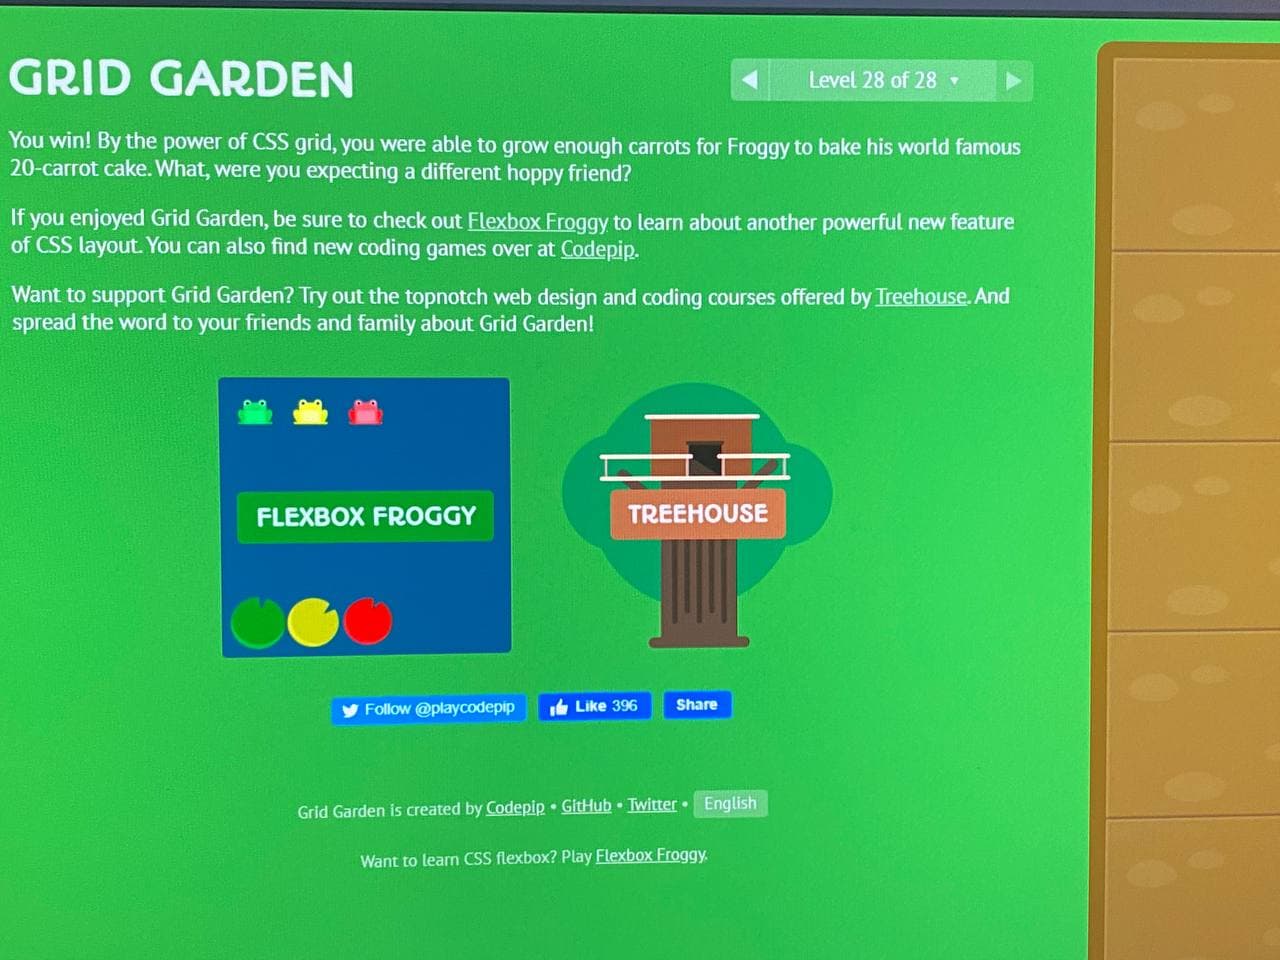 GRID GARDEN
Level 28 of 28
You win! By the power of CSS grid, you were able to grow enough carrots for Froggy to bake his world famous
20-carrot cake. What, were you expecting a different hoppy friend?
If you enjoyed Grid Garden, be sure to check out Flexbox Froggy to learn about another powerful new feature
of CSS layout. You can also find new coding games over at Codepip.
Want to support Grid Garden? Try out the topnotch web design and coding courses offered by Treehouse. And
spread the word to your friends and family about Grid Garden!
FLEXBOX FROGGY
TREEHOUSE
Follow @playcodepip
Like 396
Share
Grid Garden is created by Codepip • GitHub • Twitter • English
Want to learn CSS flexbox? Play Flexbox Froggy.